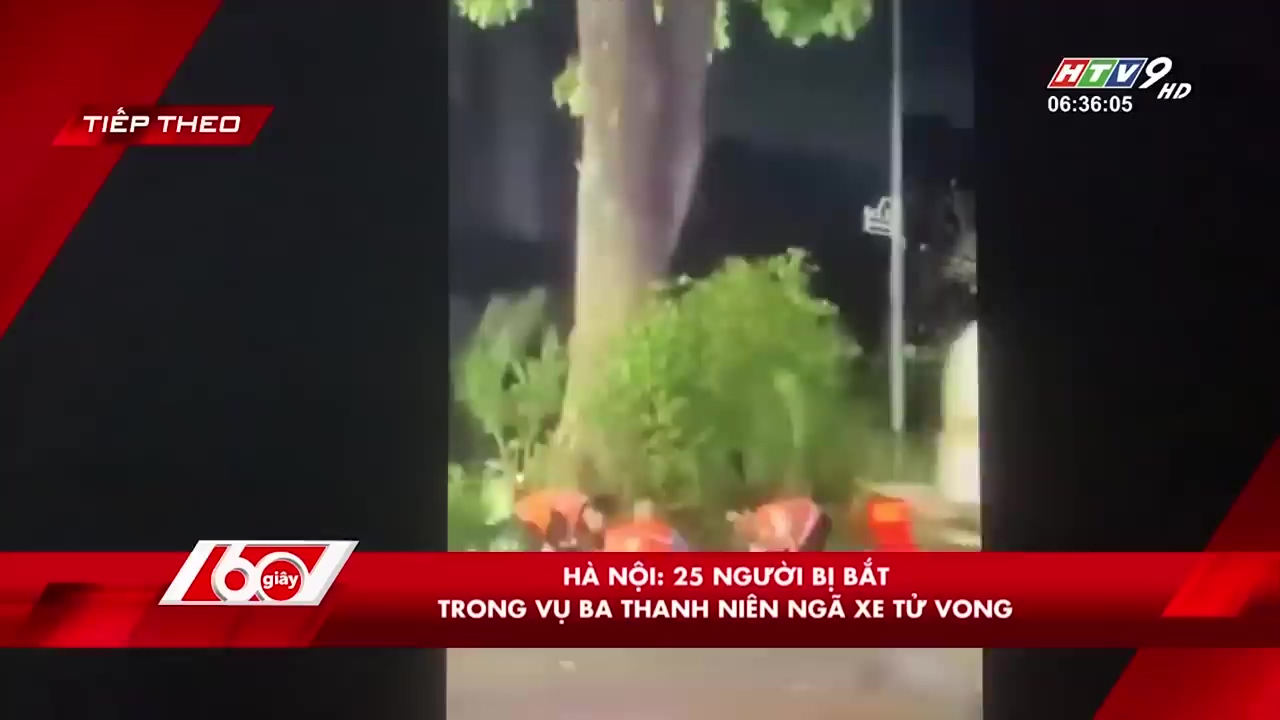 TIẾP THEO
HTV9 HD
06:36:05
60 giây
HÀ NỘI: 25 NGƯỜI BỊ BẮT
TRONG VỤ BA THANH NIÊN NGÃ XE TỬ VONG